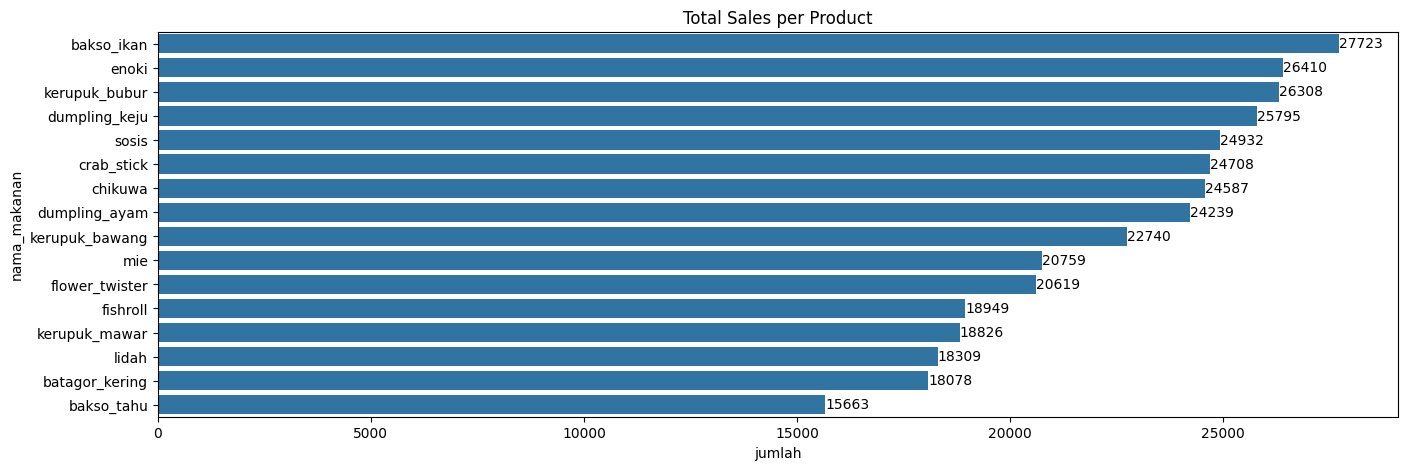 Total Sales per Product
nama_makanan
bakso_ikan 27723
enoki 26410
kerupuk_bubur 26308
dumpling_keju 25795
sosis 24932
crab_stick 24708
chikuwa 24587
dumpling_ayam 24239
kerupuk_bawang 22740
mie 20759
flower_twister 20619
fishroll 18949
kerupuk_mawar 18826
lidah 18309
batagor_kering 18078
bakso_tahu 15663
0 5000 10000 15000 20000 25000
jumlah